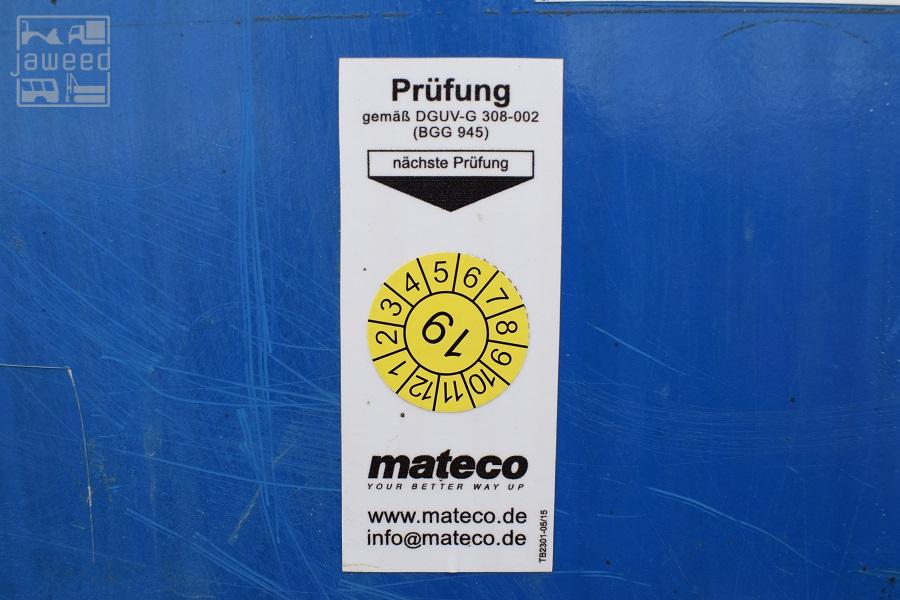 jaweed
Prüfung
gemäß DGUV-G 308-002
(BGG 945)
nächste Prüfung
1 2 3 4 5 6 7 8 9 10 11 12
19
mateco
YOUR BETTER WAY UP
www.mateco.de
info@mateco.de
TB2301-05/15